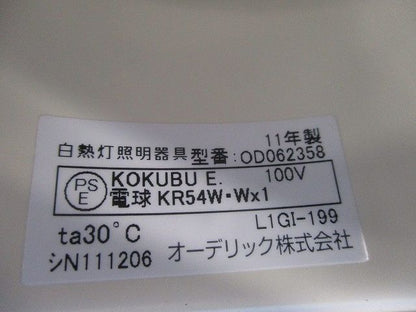 11年製
白熱灯照明器具型番:OD062358
PS E KOKUBU E. 100V
電球 KR54W・Wx1
L1GI-199
ta30°C
オーデリック株式会社
シN111206